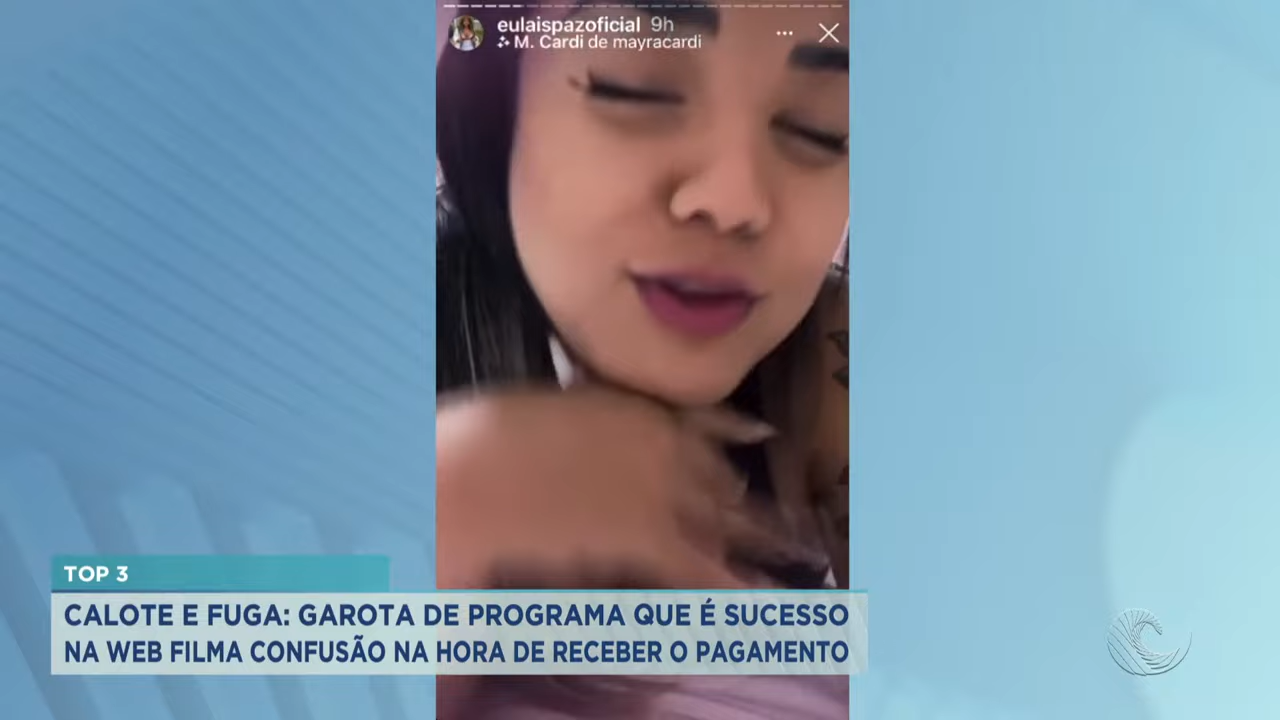 eulaispazoficial 9h
M. Cardi de mayracardi
TOP 3
CALOTE E FUGA: GAROTA DE PROGRAMA QUE É SUCESSO
NA WEB FILMA CONFUSÃO NA HORA DE RECEBER O PAGAMENTO